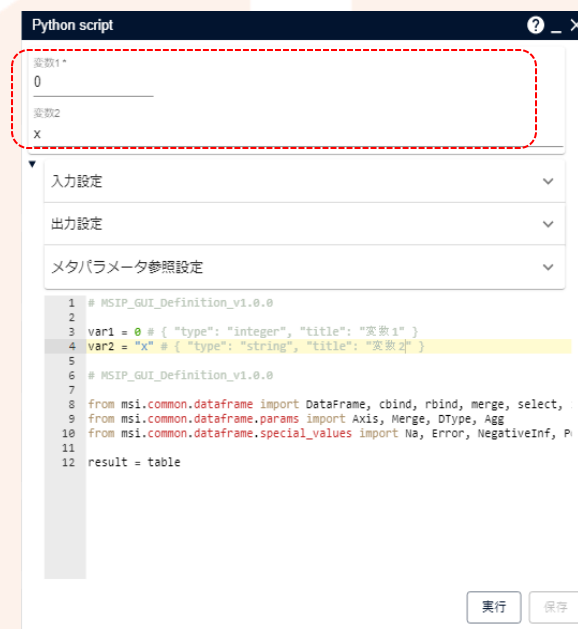 Python script
変数1*
0
変数2
x
入力設定
出力設定
メタパラメータ参照設定
1 # MSIP_GUI_Definition_v1.0.0
2
3 var1 = 0 # { "type": "integer", "title": "変数1" }
4 var2 = "x" # { "type": "string", "title": "変数2" }
5
6 # MSIP_GUI_Definition_v1.0.0
7
8 from msi.common.dataframe import DataFrame, cbind, rbind, merge, select,
9 from msi.common.dataframe.params import Axis, Merge, DType, Agg
10 from msi.common.dataframe.special_values import Na, Error, NegativeInf,
11
12 result = table
実行
保存